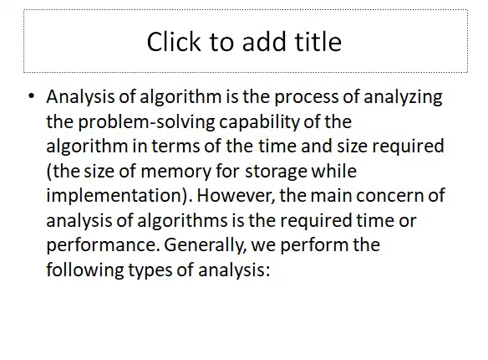 Click to add title
• Analysis of algorithm is the process of analyzing
the problem-solving capability of the
algorithm in terms of the time and size required
(the size of memory for storage while
implementation). However, the main concern of
analysis of algorithms is the required time or
performance. Generally, we perform the
following types of analysis: